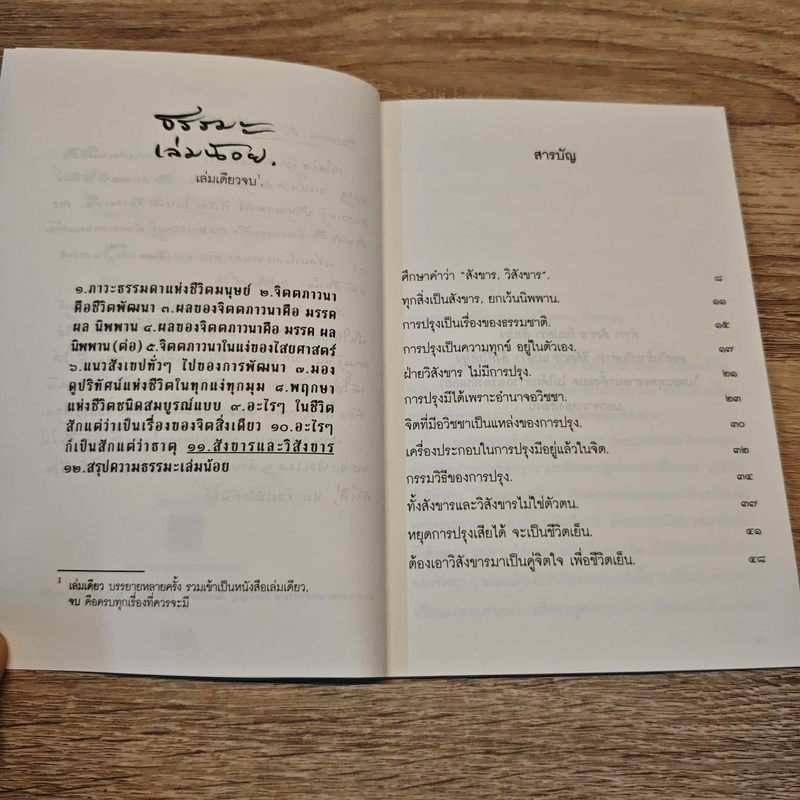 ธรรมะ
เล่มน้อย.
เล่มเดียวจบ¹.
๑.ภาวะธรรมดาแห่งชีวิตมนุษย์ ๒.จิตตภาวนา
คือชีวิตพัฒนา ๓.ผลของจิตตภาวนาคือ มรรค
ผล นิพพาน ๔.ผลของจิตตภาวนาคือ มรรค ผล
นิพพาน(ต่อ) ๕.จิตตภาวนาในแง่ของไสยศาสตร์
๖.แนวสังเขปทั่วๆ ไปของการพัฒนา ๗.มอง
ดูปริทัศน์แห่งชีวิตในทุกแง่ทุกมุม ๘.พฤกษา
แห่งชีวิตชนิดสมบูรณ์แบบ ๙.อะไรๆ ในชีวิต
สักแต่ว่าเป็นเรื่องของจิตสิ่งเดียว ๑๐.อะไรๆ
ก็เป็นสักแต่ว่าธาตุ ๑๑.สังขารและวิสังขาร
๑๒.สรุปความธรรมะเล่มน้อย
1 เล่มเดียว บรรยายหลายครั้ง รวมเข้าเป็นหนังสือเล่มเดียว.
จบ คือครบทุกเรื่องที่ควรจะมี
สารบัญ
ศึกษาคำว่า "สังขาร, วิสังขาร". ๘
ทุกสิ่งเป็นสังขาร, ยกเว้นนิพพาน. ๑๑
การปรุงเป็นเรื่องของธรรมชาติ. ๑๕
การปรุงเป็นความทุกข์ อยู่ในตัวเอง. ๑๗
ฝ่ายวิสังขาร ไม่มีการปรุง. ๒๑
การปรุงมีได้เพราะอำนาจอวิชชา. ๒๓
จิตที่มีอวิชชาเป็นแหล่งของการปรุง. ๓๐
เครื่องประกอบในการปรุงมีอยู่แล้วในจิต. ๓๒
กรรมวิธีของการปรุง. ๓๔
ทั้งสังขารและวิสังขารไม่ใช่ตัวตน. ๓๗
หยุดการปรุงเสียได้ จะเป็นชีวิตเย็น. ๔๑
ต้องเอาวิสังขารมาเป็นคู่จิตใจ เพื่อชีวิตเย็น. ๔๘